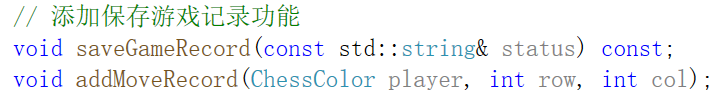 // 添加保存游戏记录功能
void saveGameRecord(const std::string& status) const;
void addMoveRecord(ChessColor player, int row, int col);